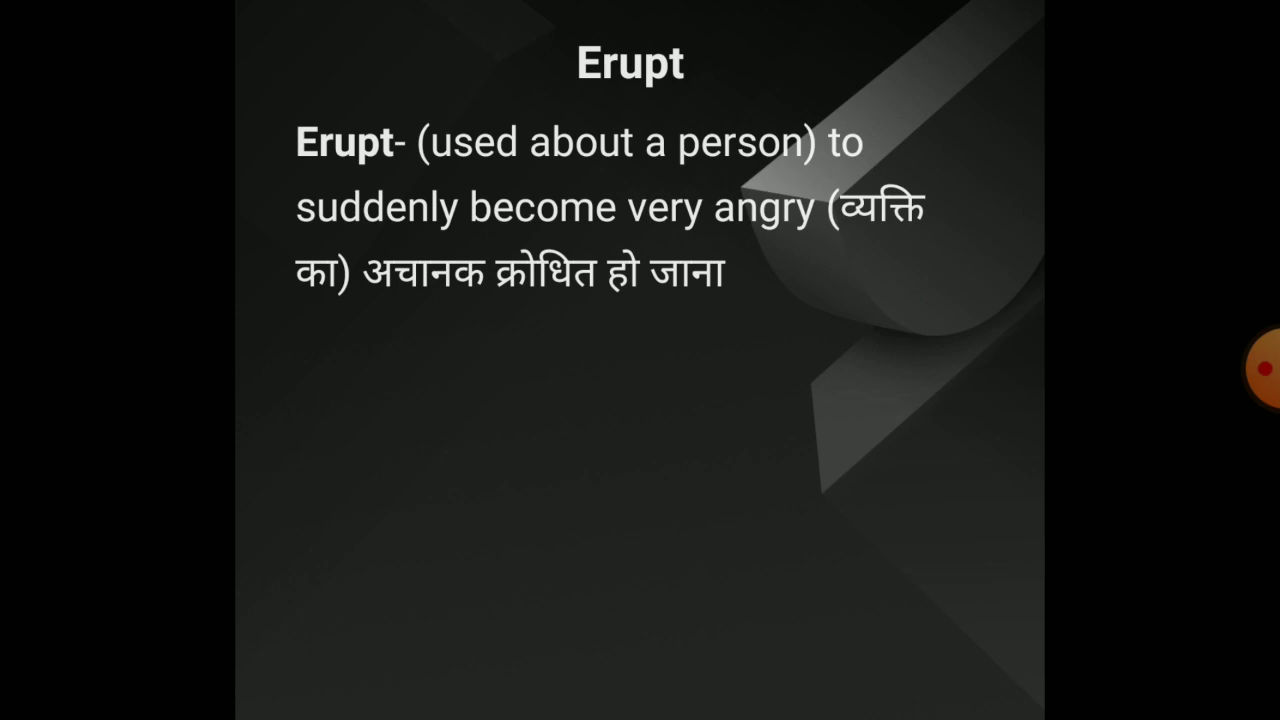 Erupt
Erupt- (used about a person) to
suddenly become very angry (व्यक्ति
का) अचानक क्रोधित हो जाना